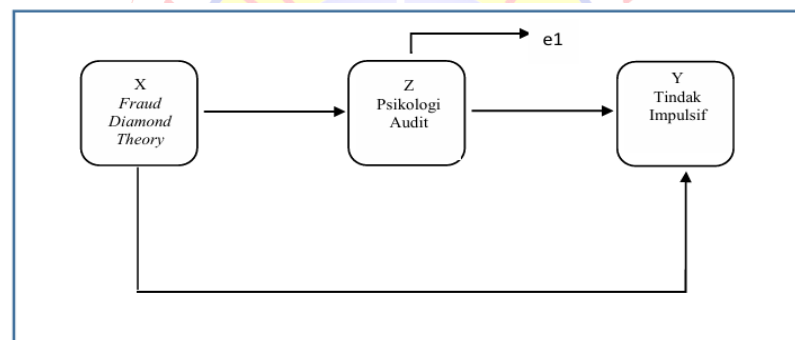 e1
X
Fraud
Diamond
Theory
Z
Psikologi
Audit
Y
Tindak
Impulsif